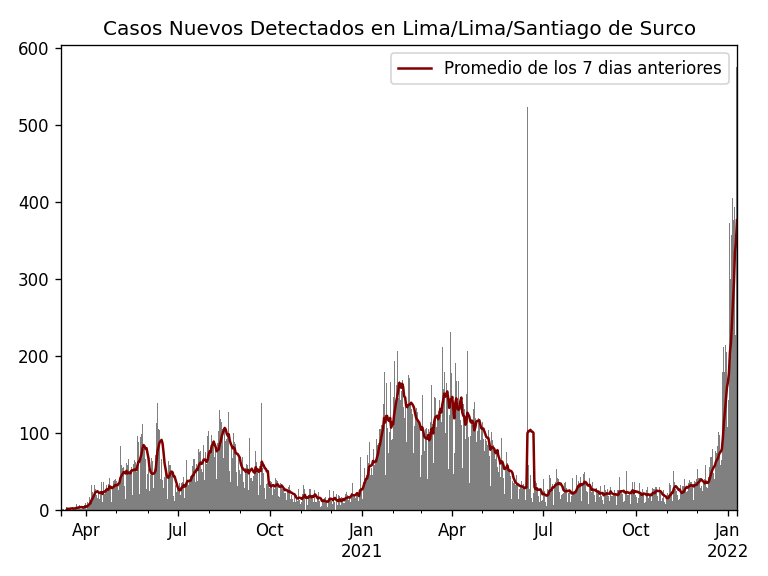 Casos Nuevos Detectados en Lima/Lima/Santiago de Surco
Promedio de los 7 dias anteriores
600
500
400
300
200
100
0
Apr Jul Oct Jan Apr Jul Oct Jan
2021 2022